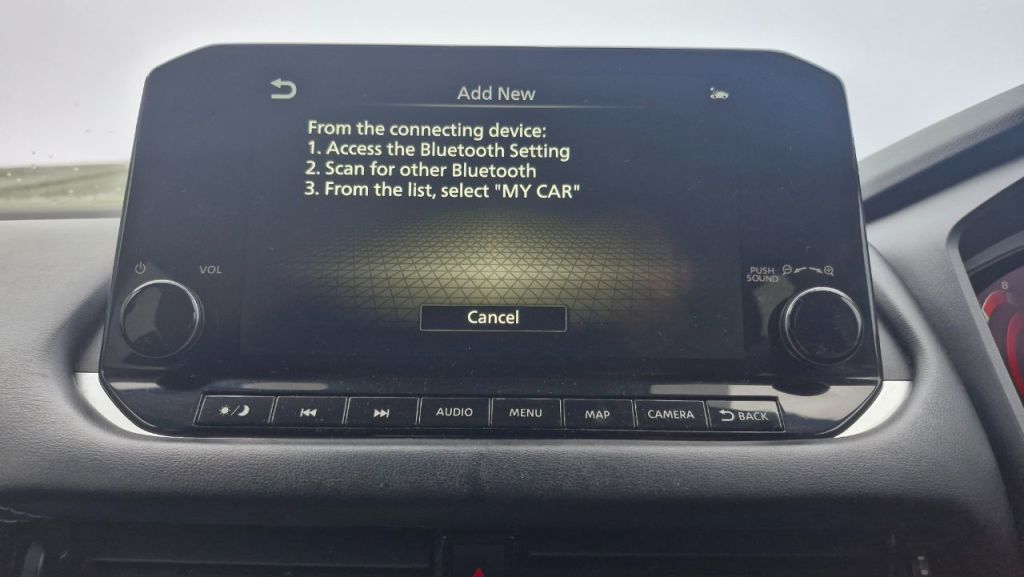 Add New
From the connecting device:
1. Access the Bluetooth Setting
2. Scan for other Bluetooth
3. From the list, select "MY CAR"
VOL
PUSH
SOUND
Cancel
AUDIO
MENU
MAP
CAMERA
BACK
8